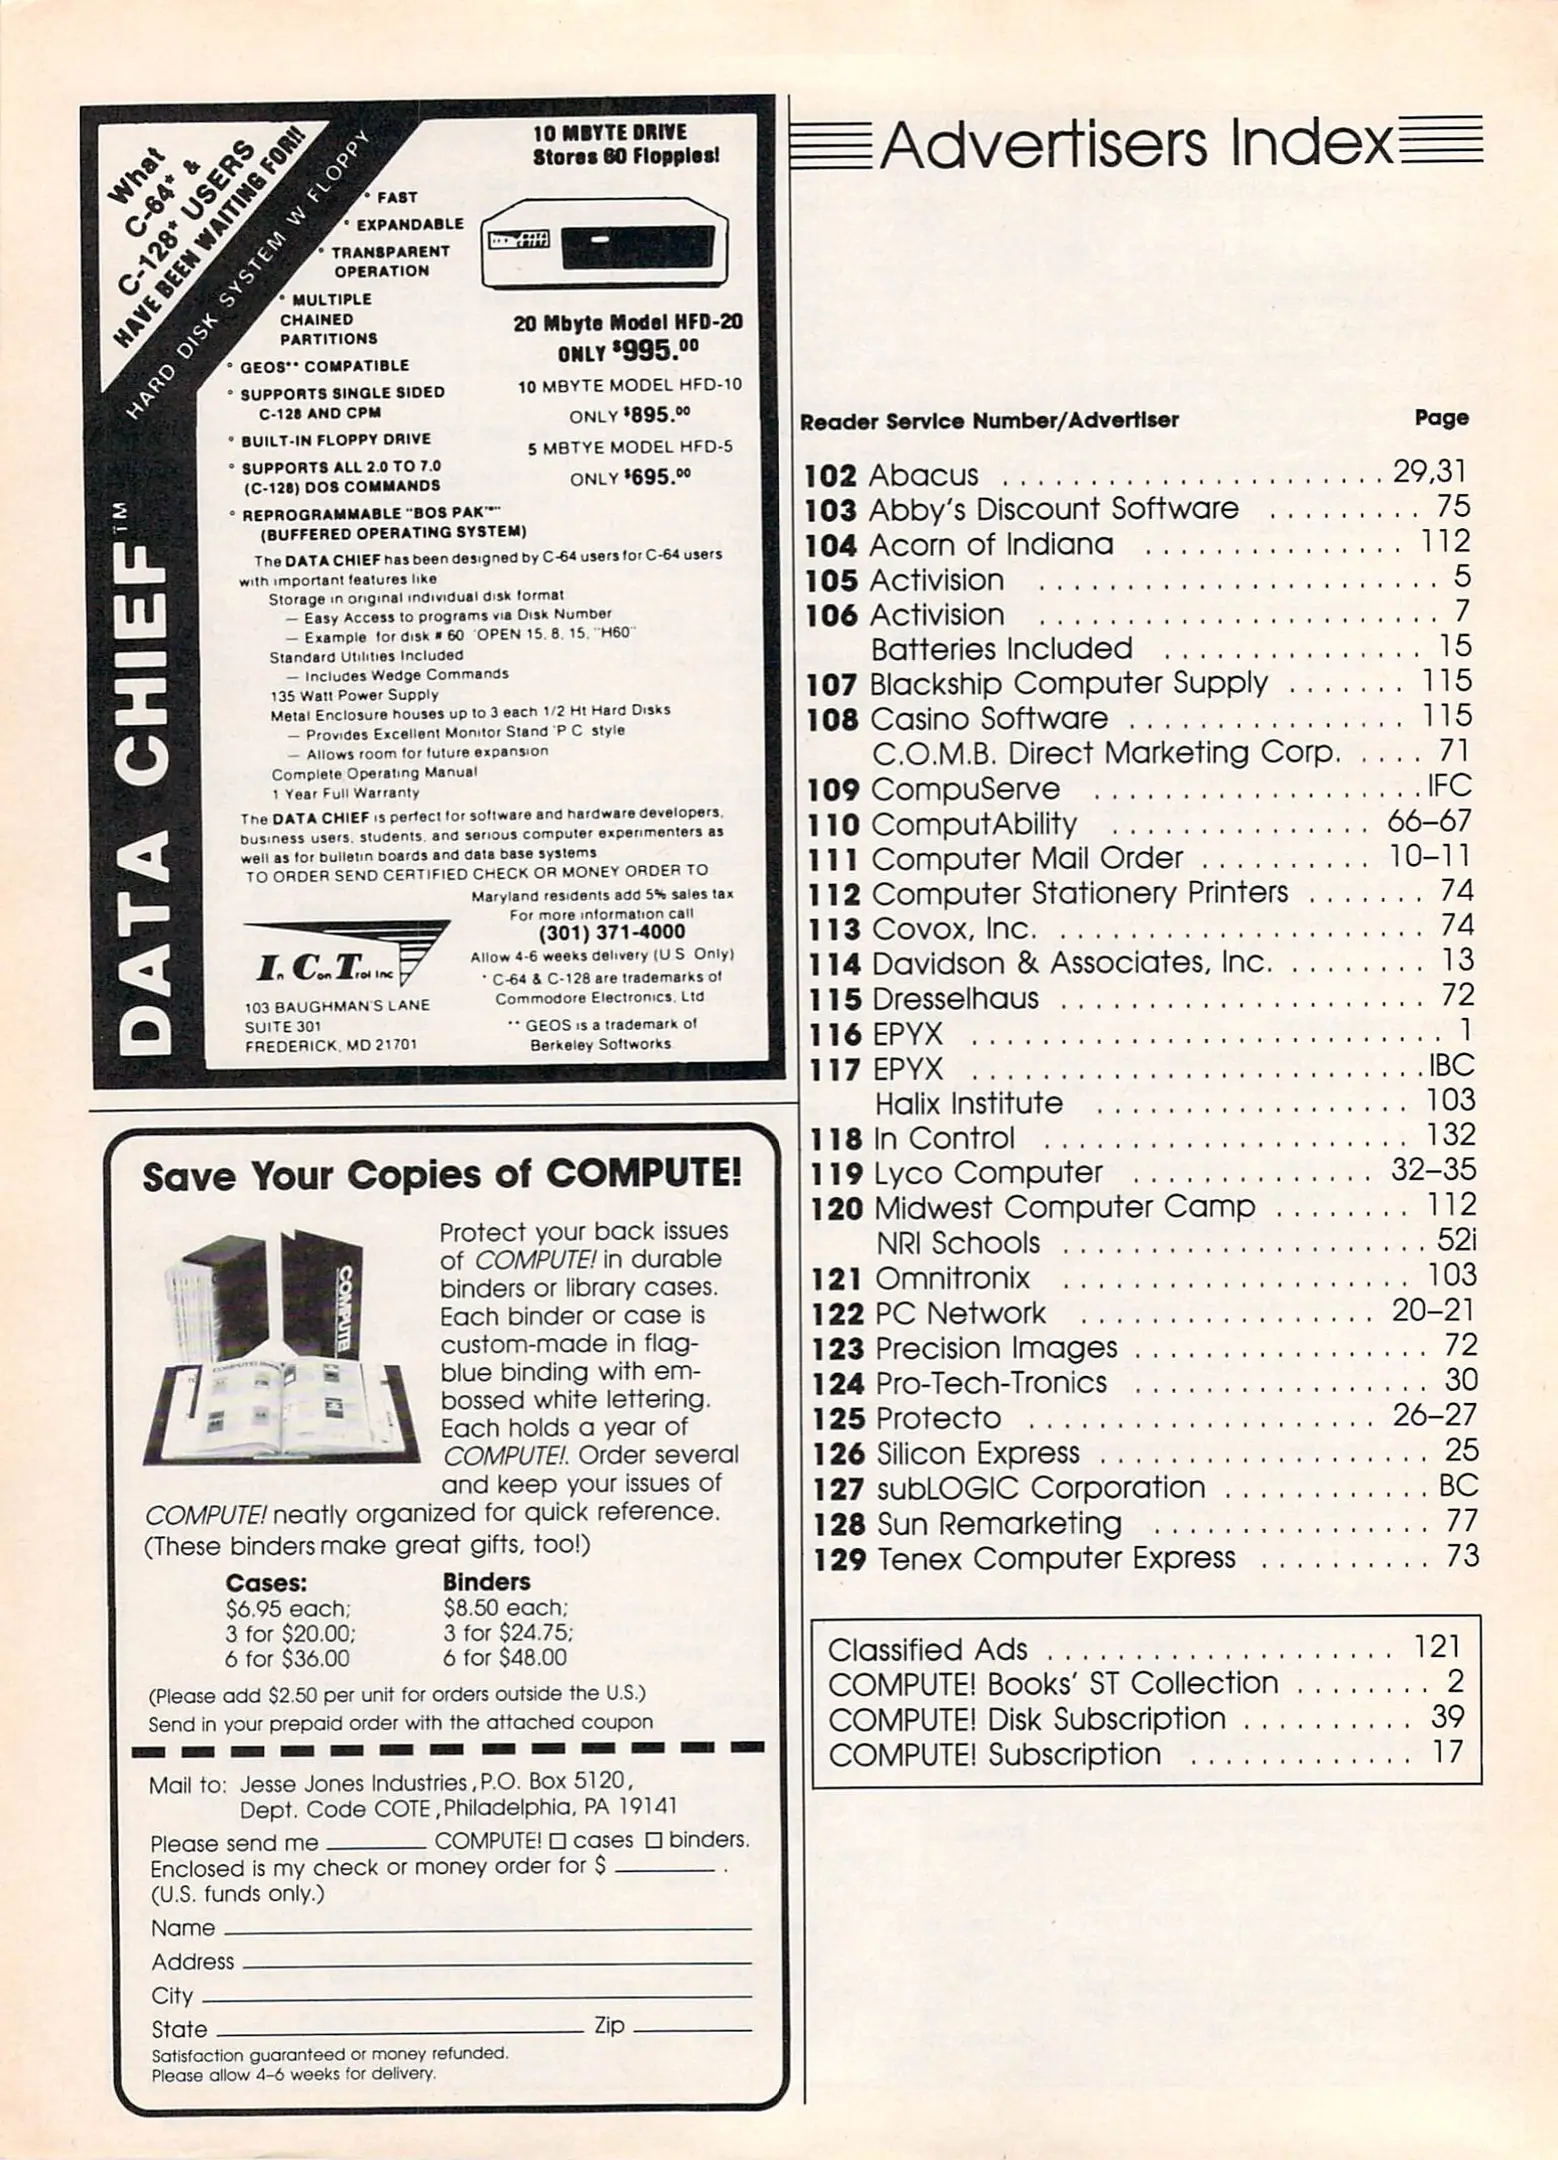 What
C-64* &
C-128* USERS
HAVE BEEN WAITING FOR!!
HARD DISK SYSTEM W FLOPPY
DATA CHIEF™
10 MBYTE DRIVE
Stores 60 Floppies!
° FAST
° EXPANDABLE
° TRANSPARENT
OPERATION
° MULTIPLE
CHAINED
PARTITIONS
° GEOS** COMPATIBLE
° SUPPORTS SINGLE SIDED
C-128 AND CPM
° BUILT-IN FLOPPY DRIVE
° SUPPORTS ALL 2.0 TO 7.0
(C-128) DOS COMMANDS
° REPROGRAMMABLE "BOS PAK™"
(BUFFERED OPERATING SYSTEM)
DATA
CHIEF
20 Mbyte Model HFD-20
ONLY $995.00
10 MBYTE MODEL HFD-10
ONLY $895.00
5 MBTYE MODEL HFD-5
ONLY $695.00
The DATA CHIEF has been designed by C-64 users for C-64 users
with important features like
Storage in original individual disk format
— Easy Access to programs via Disk Number
— Example for disk # 60 'OPEN 15, 8, 15, "H60"
Standard Utilities Included
— Includes Wedge Commands
135 Watt Power Supply
Metal Enclosure houses up to 3 each 1/2 Ht Hard Disks
— Provides Excellent Monitor Stand 'P C style
— Allows room for future expansion
Complete Operating Manual
1 Year Full Warranty
The DATA CHIEF is perfect for software and hardware developers,
business users, students, and serious computer experimenters as
well as for bulletin boards and data base systems
TO ORDER SEND CERTIFIED CHECK OR MONEY ORDER TO
In Con Trol Inc
103 BAUGHMAN'S LANE
SUITE 301
FREDERICK, MD 21701
Maryland residents add 5% sales tax
For more information call
(301) 371-4000
Allow 4-6 weeks delivery (U S Only)
* C-64 & C-128 are trademarks of
Commodore Electronics, Ltd
** GEOS is a trademark of
Berkeley Softworks
Save Your Copies of COMPUTE!
COMPUTE!
Protect your back issues
of COMPUTE! in durable
binders or library cases.
Each binder or case is
custom-made in flag-
blue binding with em-
bossed white lettering.
Each holds a year of
COMPUTE!. Order several
and keep your issues of
COMPUTE! neatly organized for quick reference.
(These binders make great gifts, too!)
Cases: Binders
$6.95 each; $8.50 each;
3 for $20.00; 3 for $24.75;
6 for $36.00 6 for $48.00
(Please add $2.50 per unit for orders outside the U.S.)
Send in your prepaid order with the attached coupon
Mail to: Jesse Jones Industries, P.O. Box 5120,
Dept. Code COTE, Philadelphia, PA 19141
Please send me ________ COMPUTE! ☐ cases ☐ binders.
Enclosed is my check or money order for $ ________ .
(U.S. funds only.)
Name
Address
City
State Zip
Satisfaction guaranteed or money refunded.
Please allow 4–6 weeks for delivery.
Advertisers Index
Reader Service Number/Advertiser Page
102 Abacus . . . . . 29,31
103 Abby's Discount Software . . . . . 75
104 Acorn of Indiana . . . . . 112
105 Activision . . . . . 5
106 Activision . . . . . 7
Batteries Included . . . . . 15
107 Blackship Computer Supply . . . . . 115
108 Casino Software . . . . . 115
C.O.M.B. Direct Marketing Corp. . . . . 71
109 CompuServe . . . . . IFC
110 ComputAbility . . . . . 66–67
111 Computer Mail Order . . . . . 10–11
112 Computer Stationery Printers . . . . . 74
113 Covox, Inc. . . . . . 74
114 Davidson & Associates, Inc. . . . . . 13
115 Dresselhaus . . . . . 72
116 EPYX . . . . . 1
117 EPYX . . . . . IBC
Halix Institute . . . . . 103
118 In Control . . . . . 132
119 Lyco Computer . . . . . 32–35
120 Midwest Computer Camp . . . . . 112
NRI Schools . . . . . 52i
121 Omnitronix . . . . . 103
122 PC Network . . . . . 20–21
123 Precision Images . . . . . 72
124 Pro-Tech-Tronics . . . . . 30
125 Protecto . . . . . 26–27
126 Silicon Express . . . . . 25
127 subLOGIC Corporation . . . . . BC
128 Sun Remarketing . . . . . 77
129 Tenex Computer Express . . . . . 73
Classified Ads . . . . . 121
COMPUTE! Books' ST Collection . . . . . 2
COMPUTE! Disk Subscription . . . . . 39
COMPUTE! Subscription . . . . . 17